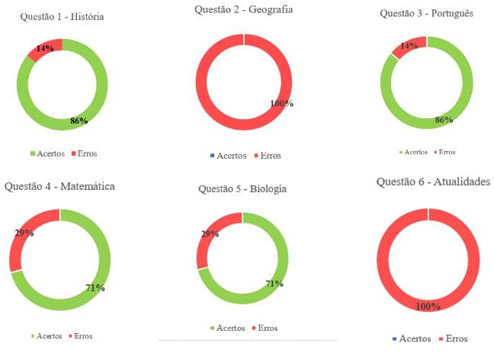 Questão 1 - História
14%
86%
Acertos Erros
Questão 2 - Geografia
100%
Acertos Erros
Questão 3 - Português
14%
86%
Acertos Erros
Questão 4 - Matemática
29%
71%
Acertos Erros
Questão 5 - Biologia
29%
71%
Acertos Erros
Questão 6 - Atualidades
100%
Acertos Erros